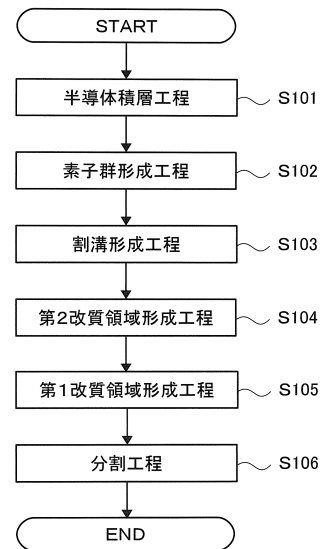 START
半導体積層工程 S101
素子群形成工程 S102
割溝形成工程 S103
第2改質領域形成工程 S104
第1改質領域形成工程 S105
分割工程 S106
END